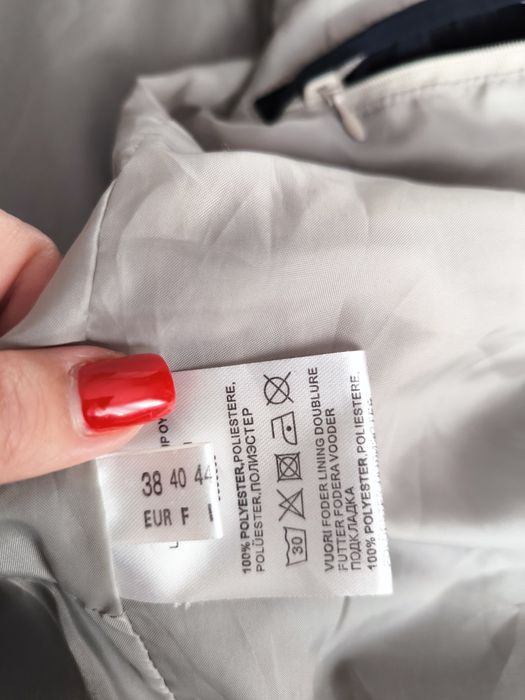 38 40 44
EUR F I
100% POLYESTER,POLIESTERE,
POLÜESTER,ПОЛИЭСТЕР
30
VUORI FODER LINING DOUBLURE
FUTTER FODERA VOODER
ПОДКЛАДКА
100% POLYESTER,POLIESTERE,